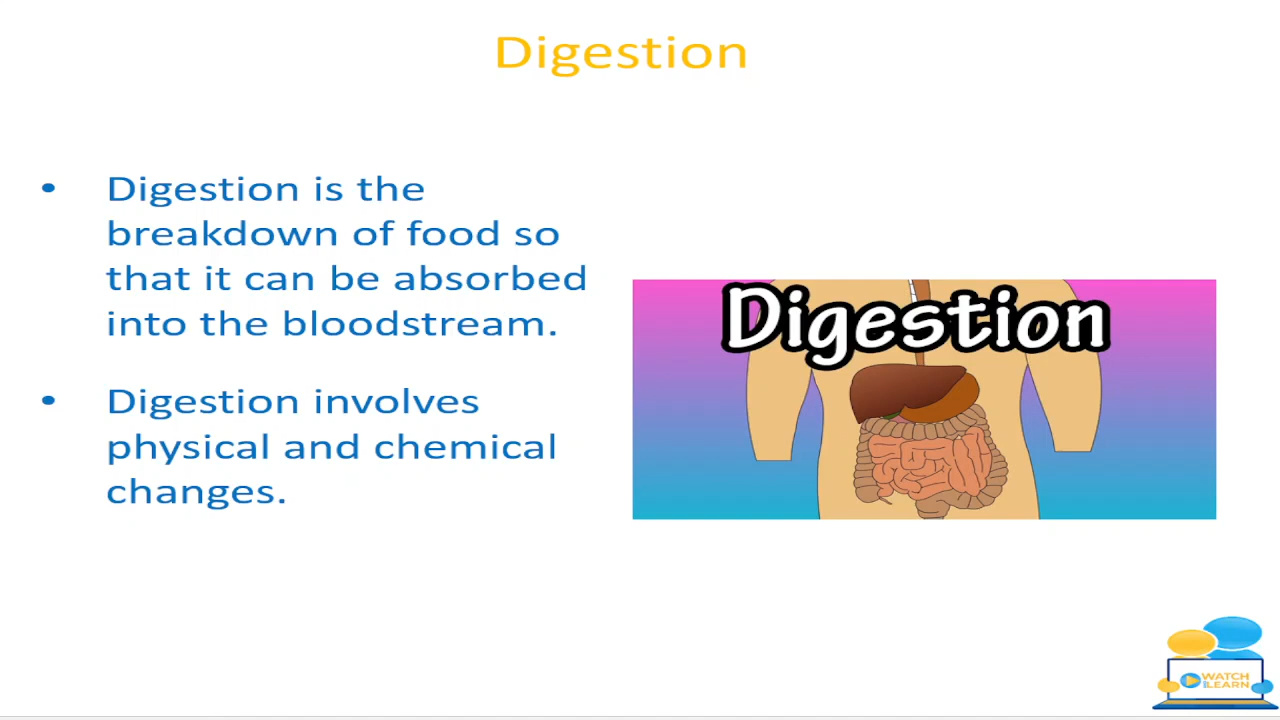 Digestion
• Digestion is the
breakdown of food so
that it can be absorbed
into the bloodstream.
• Digestion involves
physical and chemical
changes.
Digestion
WATCH
AND LEARN